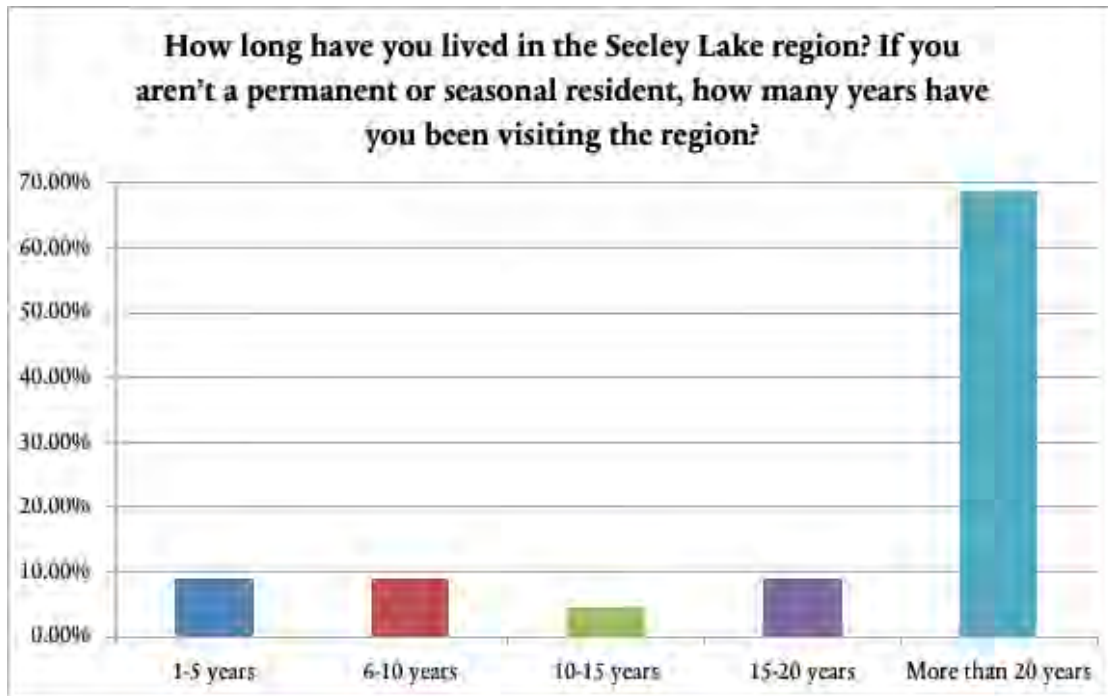 How long have you lived in the Seeley Lake region? If you
aren't a permanent or seasonal resident, how many years have
you been visiting the region?
70.00%
60.00%
50.00%
40.00%
30.00%
20.00%
10.00%
0.00%
1-5 years 6-10 years 10-15 years 15-20 years More than 20 years